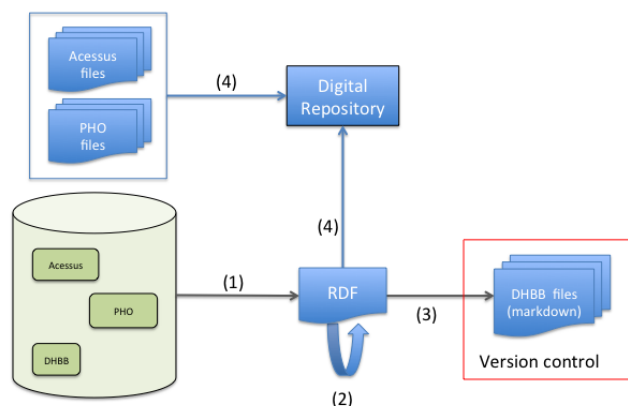 Acessus
files
(4)
Digital
Repository
PHO
files
(4)
Acessus
(1)
RDF
(3)
DHBB files
(markdown)
PHO
DHBB
Version control
(2)